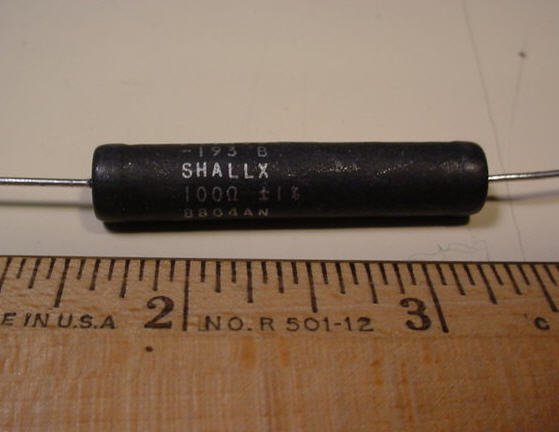 -193 B
SHALLX
100Ω ±1%
8804AN
E IN U.S.A 2 NO. R 501-12 3 C